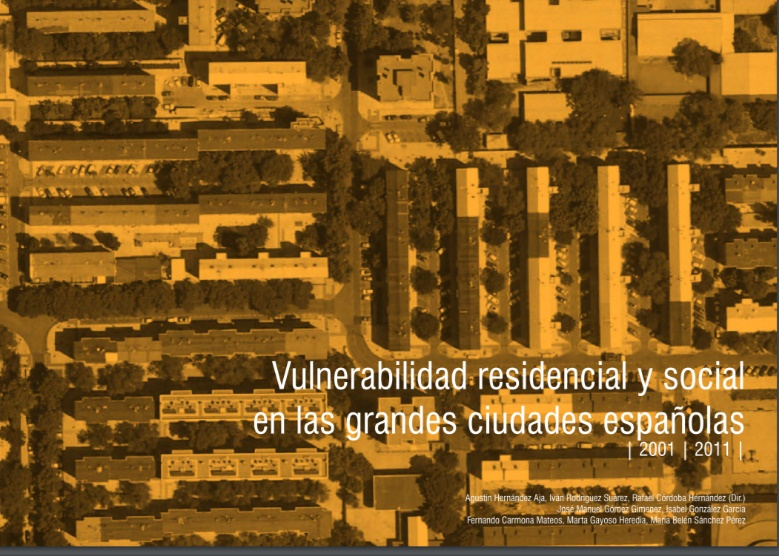 Vulnerabilidad residencial y social
en las grandes ciudades españolas
| 2001 | 2011 |
Agustín Hernández Aja, Iván Rodríguez Suárez, Rafael Córdoba Hernández (Dir.)
José Manuel Gómez Giménez, Isabel González García
Fernando Carmona Mateos, Marta Gayoso Heredia, María Belén Sánchez Pérez